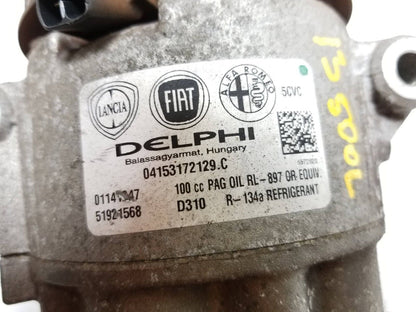 LANCIA FIAT ALFA ROMEO 5CVC
DELPHI
Balassagyarmat, Hungary
04153172129.C
100 cc PAG OIL RL-897 OR EQUIV.
51921568 D310 R-134a REFRIGERANT